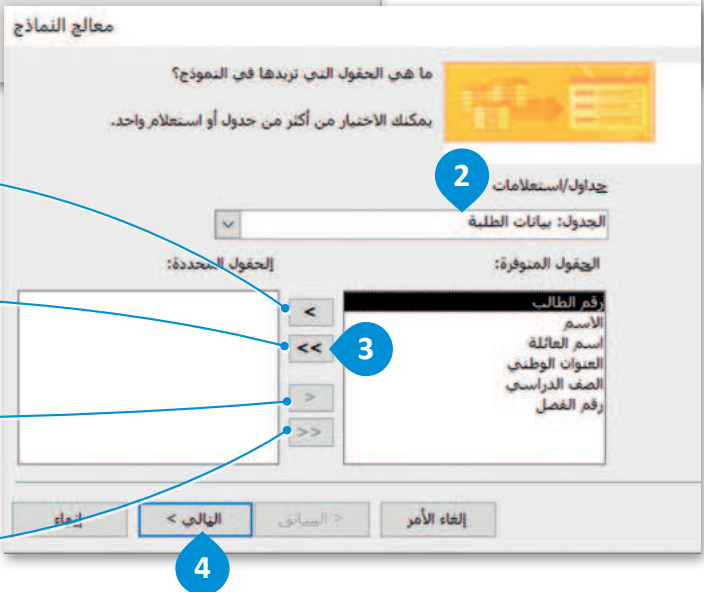 معالج النماذج
ما هي الحقول التي تريدها في النموذج؟
يمكنك الاختيار من أكثر من جدول أو استعلام واحد.
2
جداول/استعلامات
الجدول: بيانات الطلبة
الحقول المتوفرة:
الحقول المحددة:
رقم الطالب
الاسم
اسم العائلة
العنوان الوطني
الصف الدراسي
رقم الفصل
<
<<
3
>
>>
إلغاء الأمر
< السابق
التالي >
إنهاء
4